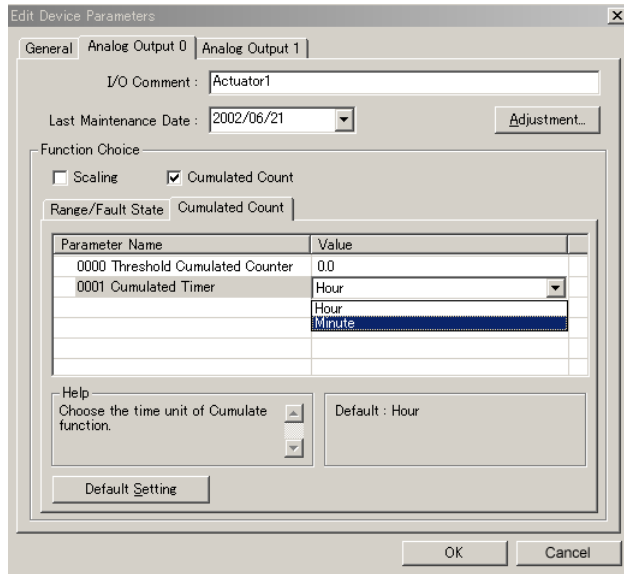 Edit Device Parameters
General Analog Output 0 Analog Output 1
I/O Comment : Actuator1
Last Maintenance Date : 2002/06/21 Adjustment...
Function Choice
Scaling Cumulated Count
Range/Fault State Cumulated Count
Parameter Name Value
0000 Threshold Cumulated Counter 0.0
0001 Cumulated Timer Hour
Hour
Minute
Help
Choose the time unit of Cumulate
function.
Default : Hour
Default Setting
OK Cancel